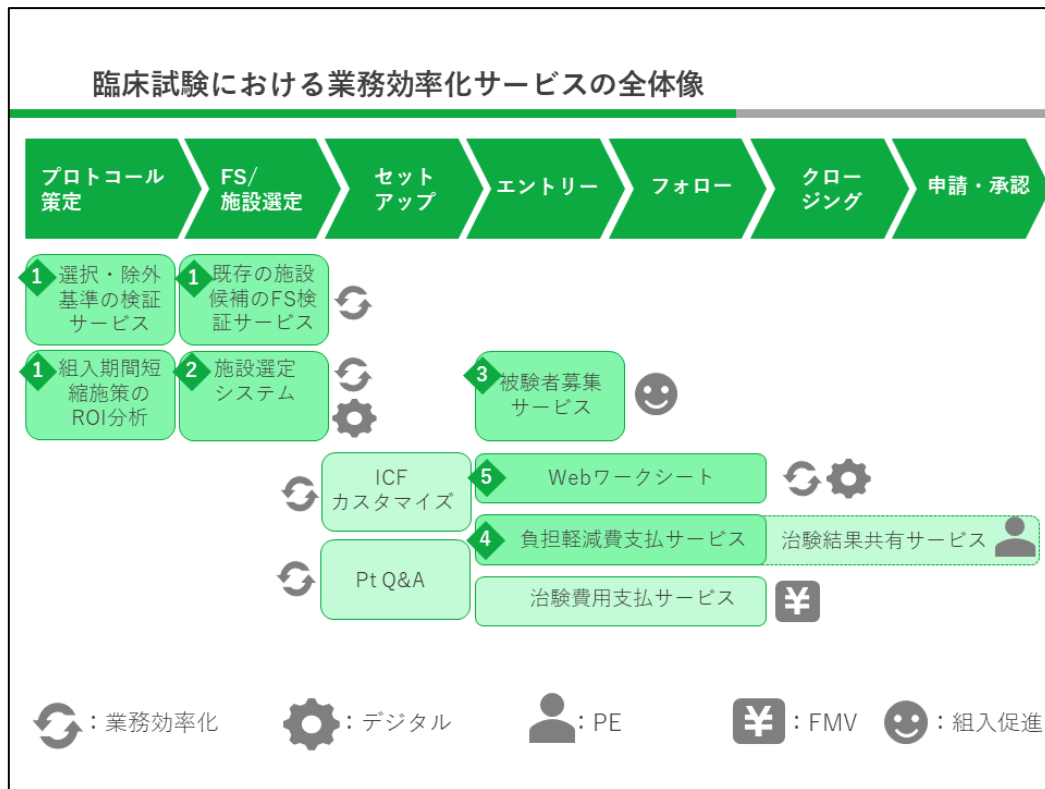 臨床試験における業務効率化サービスの全体像
プロトコール
策定
FS/
施設選定
セット
アップ
エントリー
フォロー
クロー
ジング
申請・承認
1
選択・除外
基準の検証
サービス
1
既存の施設
候補のFS検
証サービス
1
組入期間短
縮施策の
ROI分析
2
施設選定
システム
3
被験者募集
サービス
ICF
カスタマイズ
5
Webワークシート
4
負担軽減費支払サービス
治験結果共有サービス
Pt Q&A
治験費用支払サービス
¥
：業務効率化
：デジタル
：PE
¥
：FMV
：組入促進